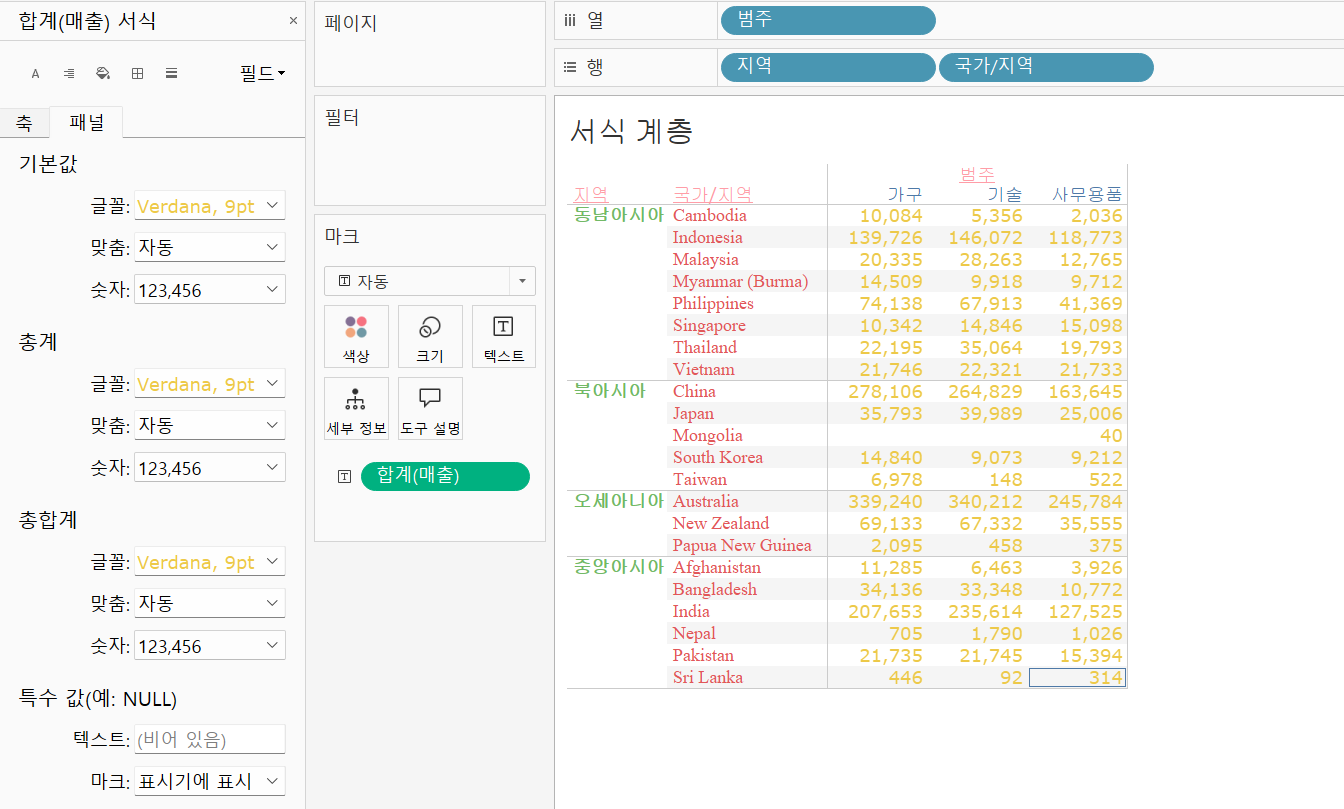 합계(매출) 서식 ×
A 필드
축 패널
기본값
글꼴: Verdana, 9pt
맞춤: 자동
숫자: 123,456
총계
글꼴: Verdana, 9pt
맞춤: 자동
숫자: 123,456
총합계
글꼴: Verdana, 9pt
맞춤: 자동
숫자: 123,456
특수 값(예: NULL)
텍스트: (비어 있음)
마크: 표시기에 표시
페이지
필터
마크
T 자동
색상 크기 텍스트
세부 정보 도구 설명
T 합계(매출)
열 범주
행 지역 국가/지역
서식 계층
범주
지역 국가/지역 가구 기술 사무용품
동남아시아 Cambodia 10,084 5,356 2,036
Indonesia 139,726 146,072 118,773
Malaysia 20,335 28,263 12,765
Myanmar (Burma) 14,509 9,918 9,712
Philippines 74,138 67,913 41,369
Singapore 10,342 14,846 15,098
Thailand 22,195 35,064 19,793
Vietnam 21,746 22,321 21,733
북아시아 China 278,106 264,829 163,645
Japan 35,793 39,989 25,006
Mongolia 40
South Korea 14,840 9,073 9,212
Taiwan 6,978 148 522
오세아니아 Australia 339,240 340,212 245,784
New Zealand 69,133 67,332 35,555
Papua New Guinea 2,095 458 375
중앙아시아 Afghanistan 11,285 6,463 3,926
Bangladesh 34,136 33,348 10,772
India 207,653 235,614 127,525
Nepal 705 1,790 1,026
Pakistan 21,735 21,745 15,394
Sri Lanka 446 92 314